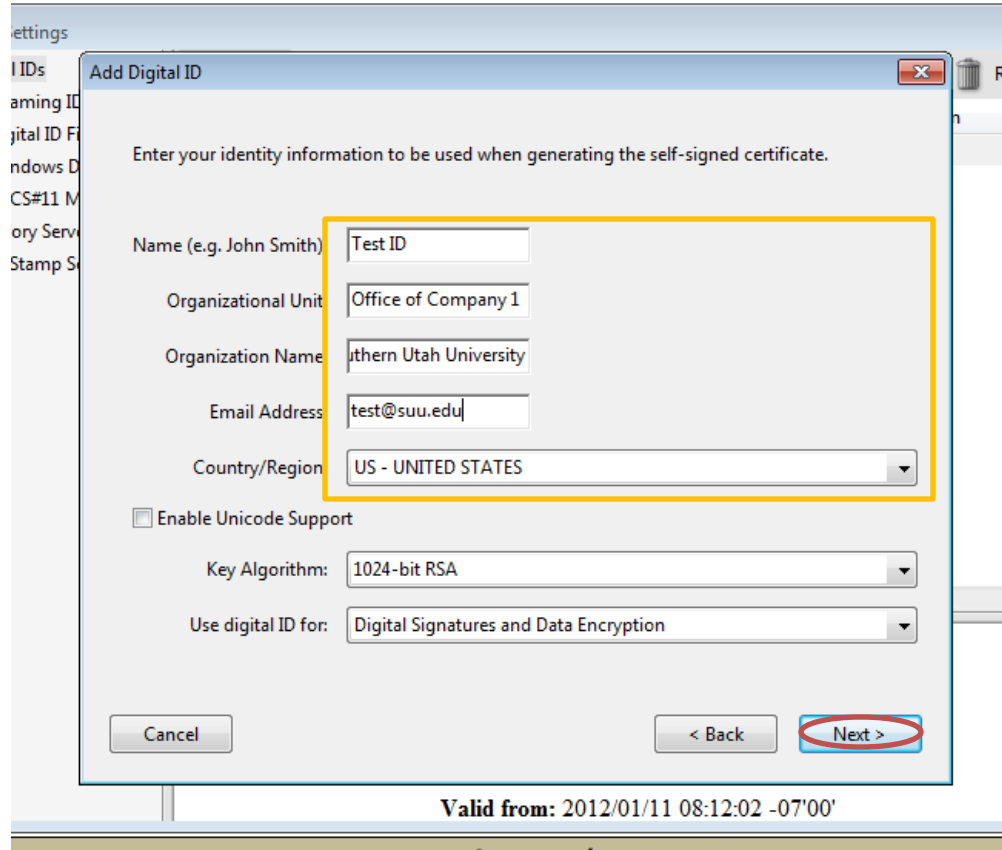 ettings
l IDs
Add Digital ID
R
aming ID
n
gital ID Fi
Enter your identity information to be used when generating the self-signed certificate.
ndows D
CS#11 M
ory Serve
Name (e.g. John Smith)
Test ID
Stamp Se
Organizational Unit
Office of Company 1
Organization Name
uthern Utah University
Email Address
test@suu.edu
Country/Region
US - UNITED STATES
Enable Unicode Support
Key Algorithm:
1024-bit RSA
Use digital ID for:
Digital Signatures and Data Encryption
Cancel
< Back
Next >
Valid from: 2012/01/11 08:12:02 -07'00'